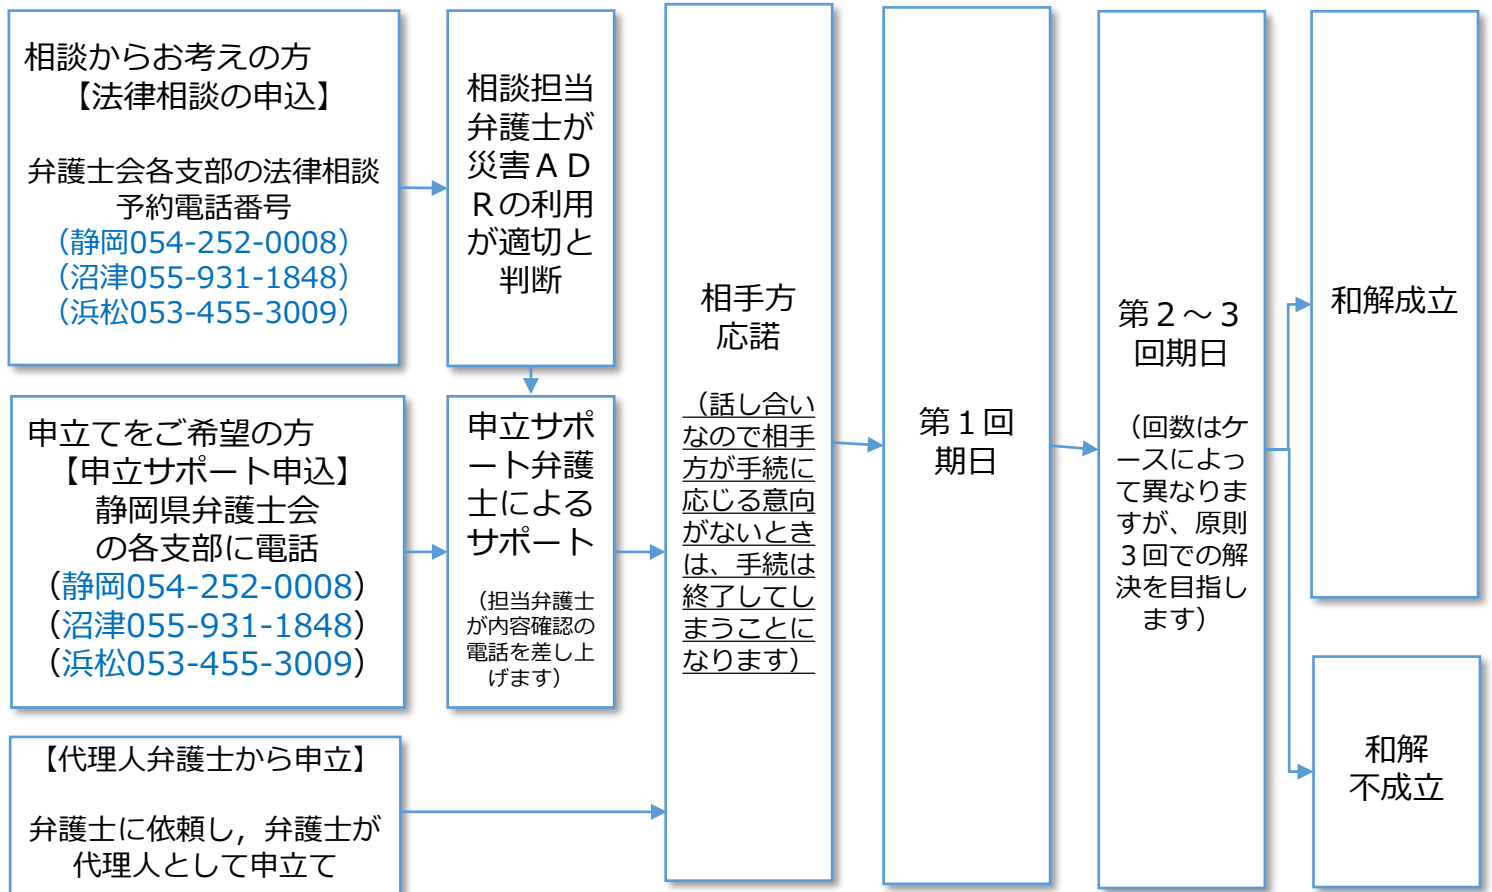 相談からお考えの方
【法律相談の申込】
弁護士会各支部の法律相談
予約電話番号
（静岡054-252-0008）
（沼津055-931-1848）
（浜松053-455-3009）
相談担当
弁護士が
災害ＡＤ
Ｒの利用
が適切と
判断
申立てをご希望の方
【申立サポート申込】
静岡県弁護士会
の各支部に電話
（静岡054-252-0008）
（沼津055-931-1848）
（浜松053-455-3009）
申立サポ
ート弁護
士による
サポート
（担当弁護士
が内容確認の
電話を差し上
げます）
【代理人弁護士から申立】
弁護士に依頼し，弁護士が
代理人として申立て
相手方
応諾
（話し合い
なので相手
方が手続に
応じる意向
がないとき
は、手続は
終了してし
まうことに
なります）
第１回
期日
第２～３
回期日
（回数はケ
ースによっ
て異なりま
すが、原則
３回での解
決を目指し
ます）
和解成立
和解
不成立